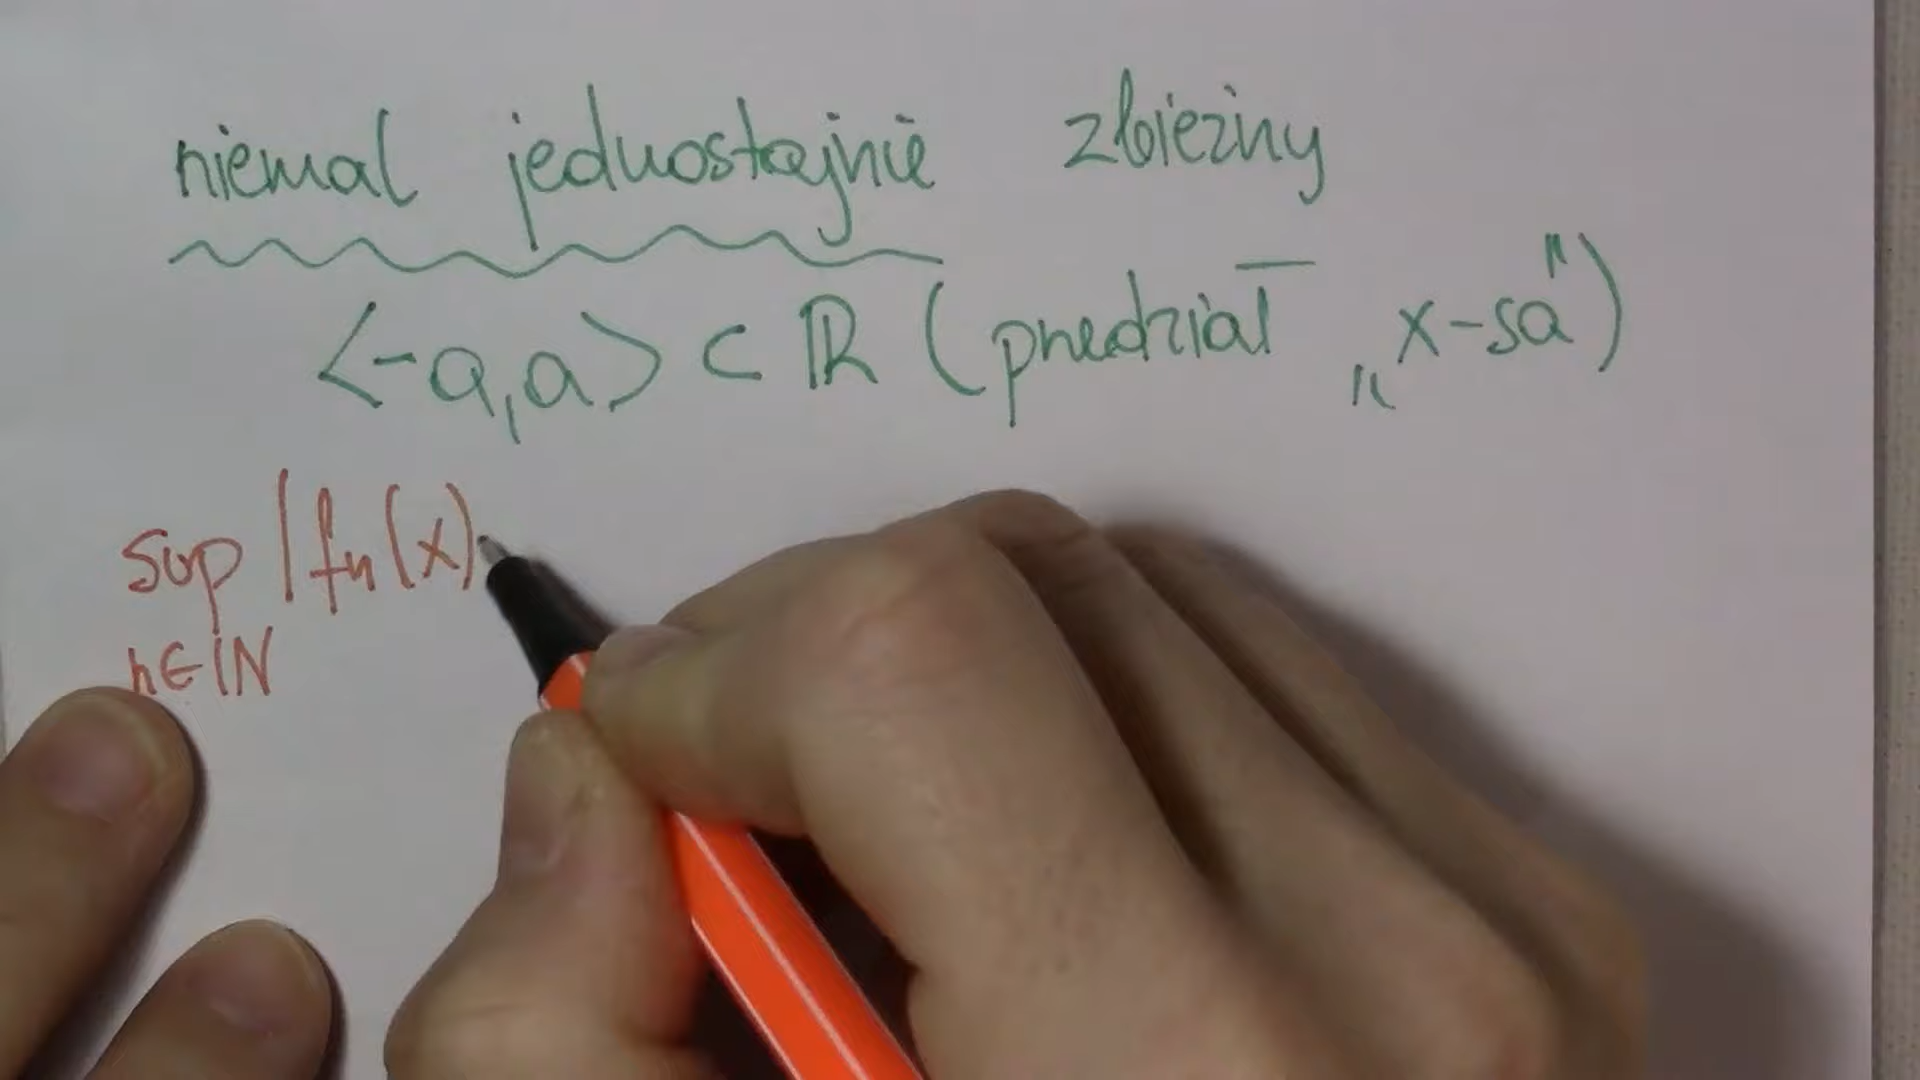 niemal jednostajnie zbieżny
<-a,a> ⊂ ℝ (przedział „x-sa")
sup |fn(x)
n∈ℕ